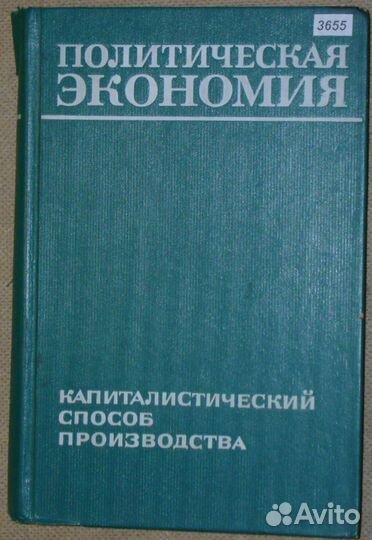 3655
ПОЛИТИЧЕСКАЯ
ЭКОНОМИЯ
КАПИТАЛИСТИЧЕСКИЙ
СПОСОБ
ПРОИЗВОДСТВА
Avito